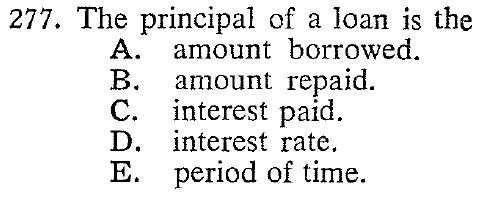 277. The principal of a loan is the
A. amount borrowed.
B. amount repaid.
C. interest paid.
D. interest rate.
E. period of time.